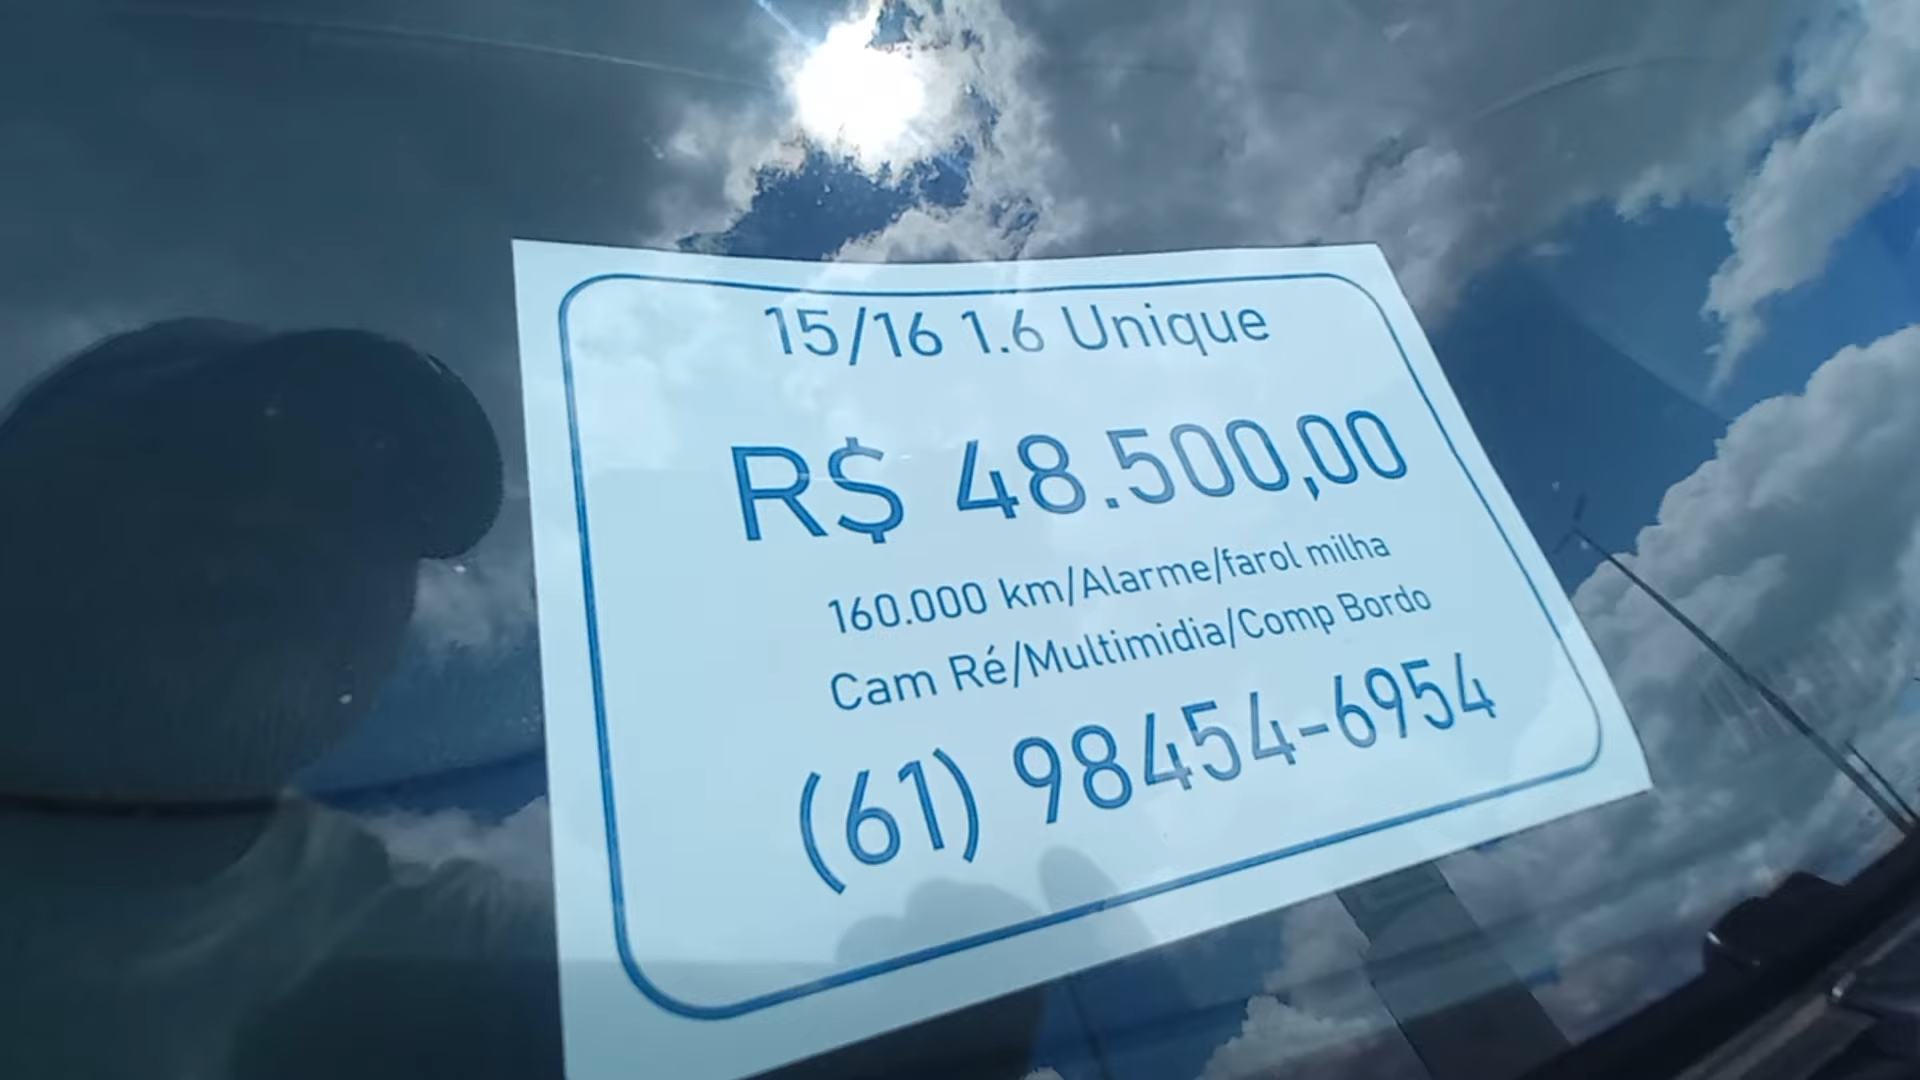 15/16 1.6 Unique
R$ 48.500,00
160.000 km/Alarme/farol milha
Cam Ré/Multimidia/Comp Bordo
(61) 98454-6954